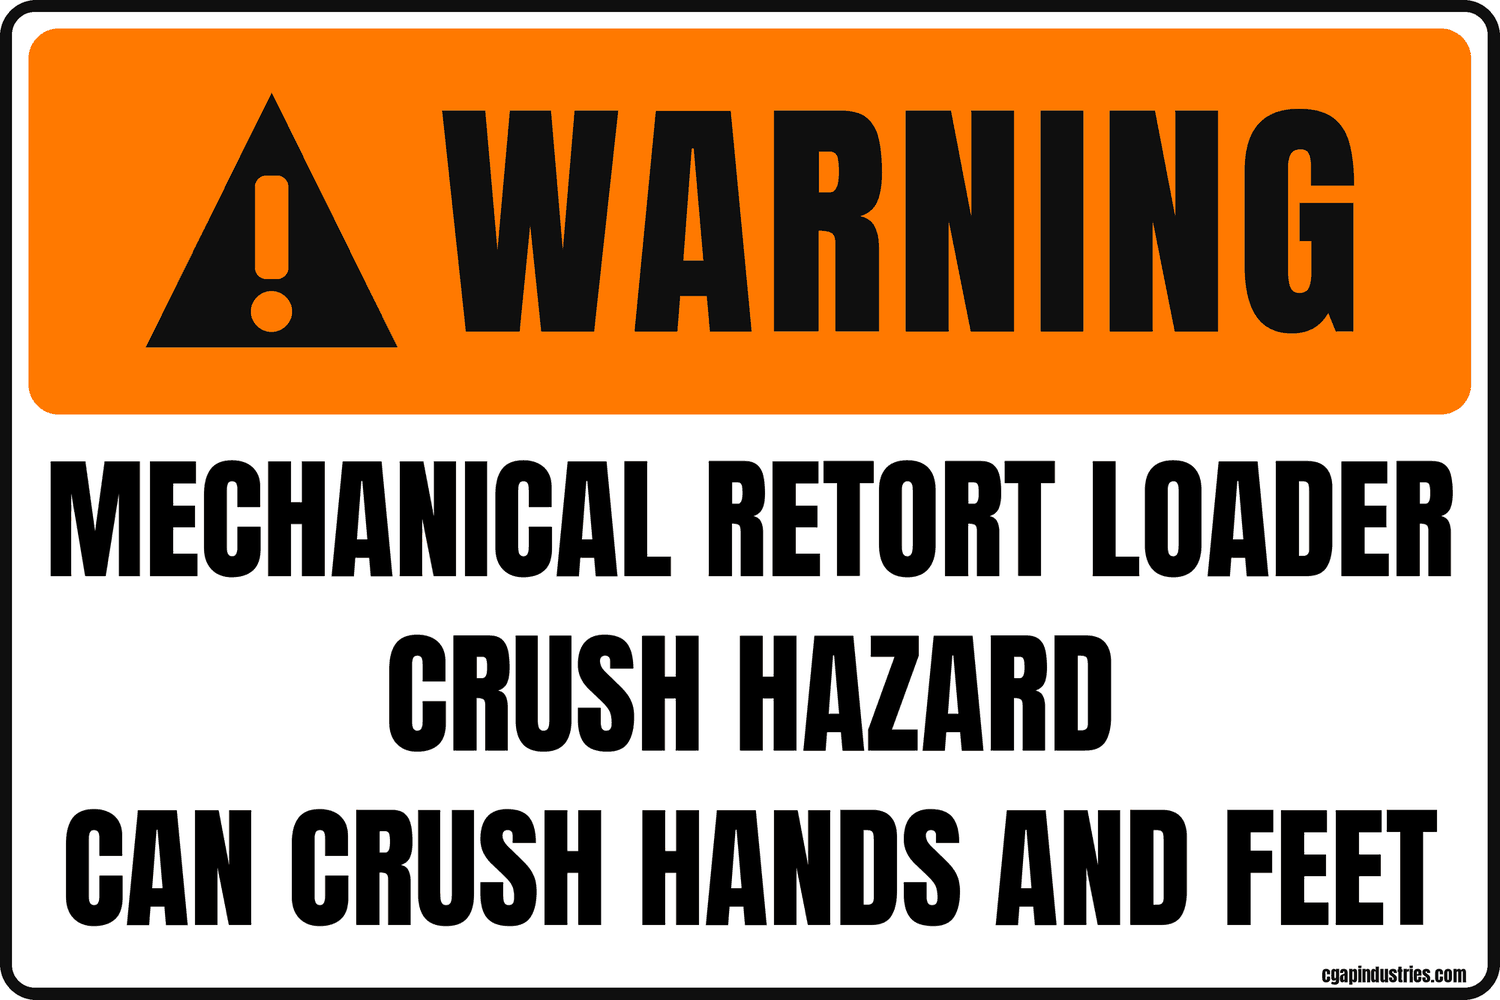 WARNING
MECHANICAL RETORT LOADER
CRUSH HAZARD
CAN CRUSH HANDS AND FEET
cgapindustries.com